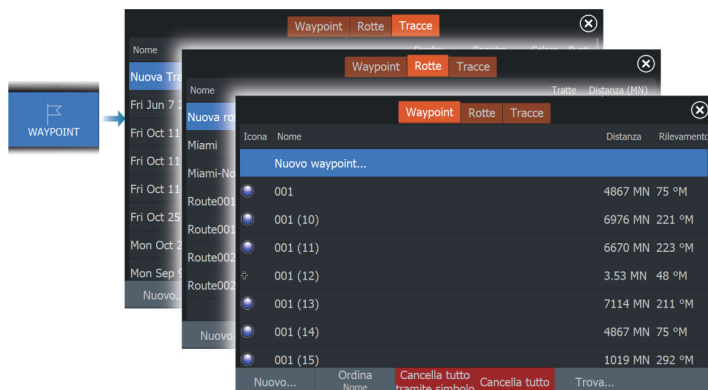 WAYPOINT
Waypoint Rotte Tracce
Nome
Nuova Tra
Fri Jun 7 2
Fri Oct 11
Fri Oct 11
Fri Oct 11
Fri Oct 25
Mon Oct 2
Mon Sep 9
Nuovo...
Waypoint Rotte Tracce
Nome Tratte Distanza (MN)
Nuova ro
Miami
Miami-No
Route001
Route001
Route002
Route002
Nuovo
Waypoint Rotte Tracce
Icona Nome Distanza Rilevamento
Nuovo waypoint...
001 4867 MN 75 °M
001 (10) 6976 MN 221 °M
001 (11) 6670 MN 223 °M
001 (12) 3.53 MN 48 °M
001 (13) 7114 MN 211 °M
001 (14) 4867 MN 75 °M
001 (15) 1019 MN 292 °M
Nuovo... Ordina Nome Cancella tutto tramite simbolo Cancella tutto Trova...